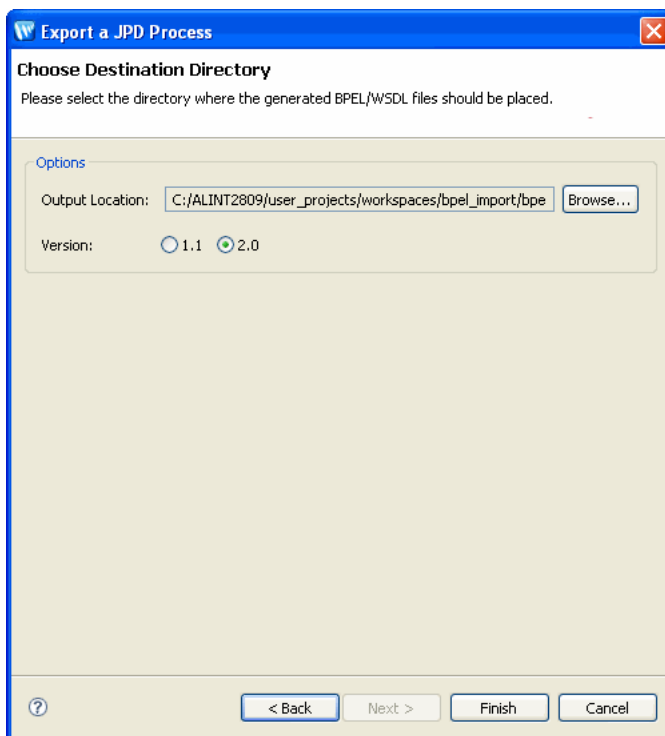 Export a JPD Process
Choose Destination Directory
Please select the directory where the generated BPEL/WSDL files should be placed.
Options
Output Location: C:/ALINT2809/user_projects/workspaces/bpel_import/bpe Browse...
Version: 1.1 2.0
< Back Next > Finish Cancel